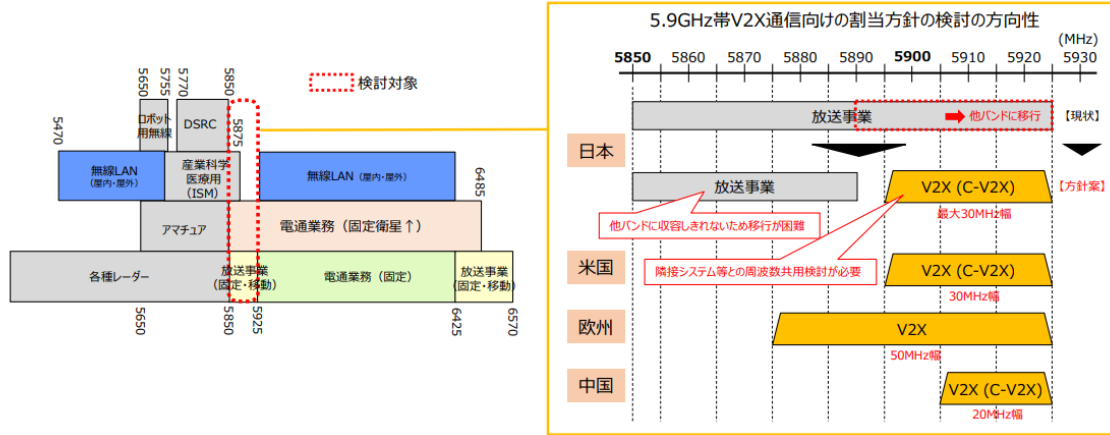 5650
5755
5770
5850
検討対象
ロボット
用無線
DSRC
5470
5875
無線LAN
(屋内・屋外)
産業科学
医療用
(ISM)
無線LAN (屋内・屋外)
6485
アマチュア
電通業務(固定衛星↑)
各種レーダー
放送事業
(固定・移動)
電通業務(固定)
放送事業
(固定・移動)
5650
5850
5925
6425
6570
5.9GHz帯V2X通信向けの割当方針の検討の方向性
(MHz)
5850 5860 5870 5880 5890 5900 5910 5920 5930
放送事業
他バンドに移行
【現状】
日本
放送事業
V2X (C-V2X)
【方針案】
最大30MHz幅
他バンドに収容しきれないため移行が困難
隣接システム等との周波数共用検討が必要
米国
V2X (C-V2X)
30MHz幅
欧州
V2X
50MHz幅
中国
V2X (C-V2X)
20MHz幅